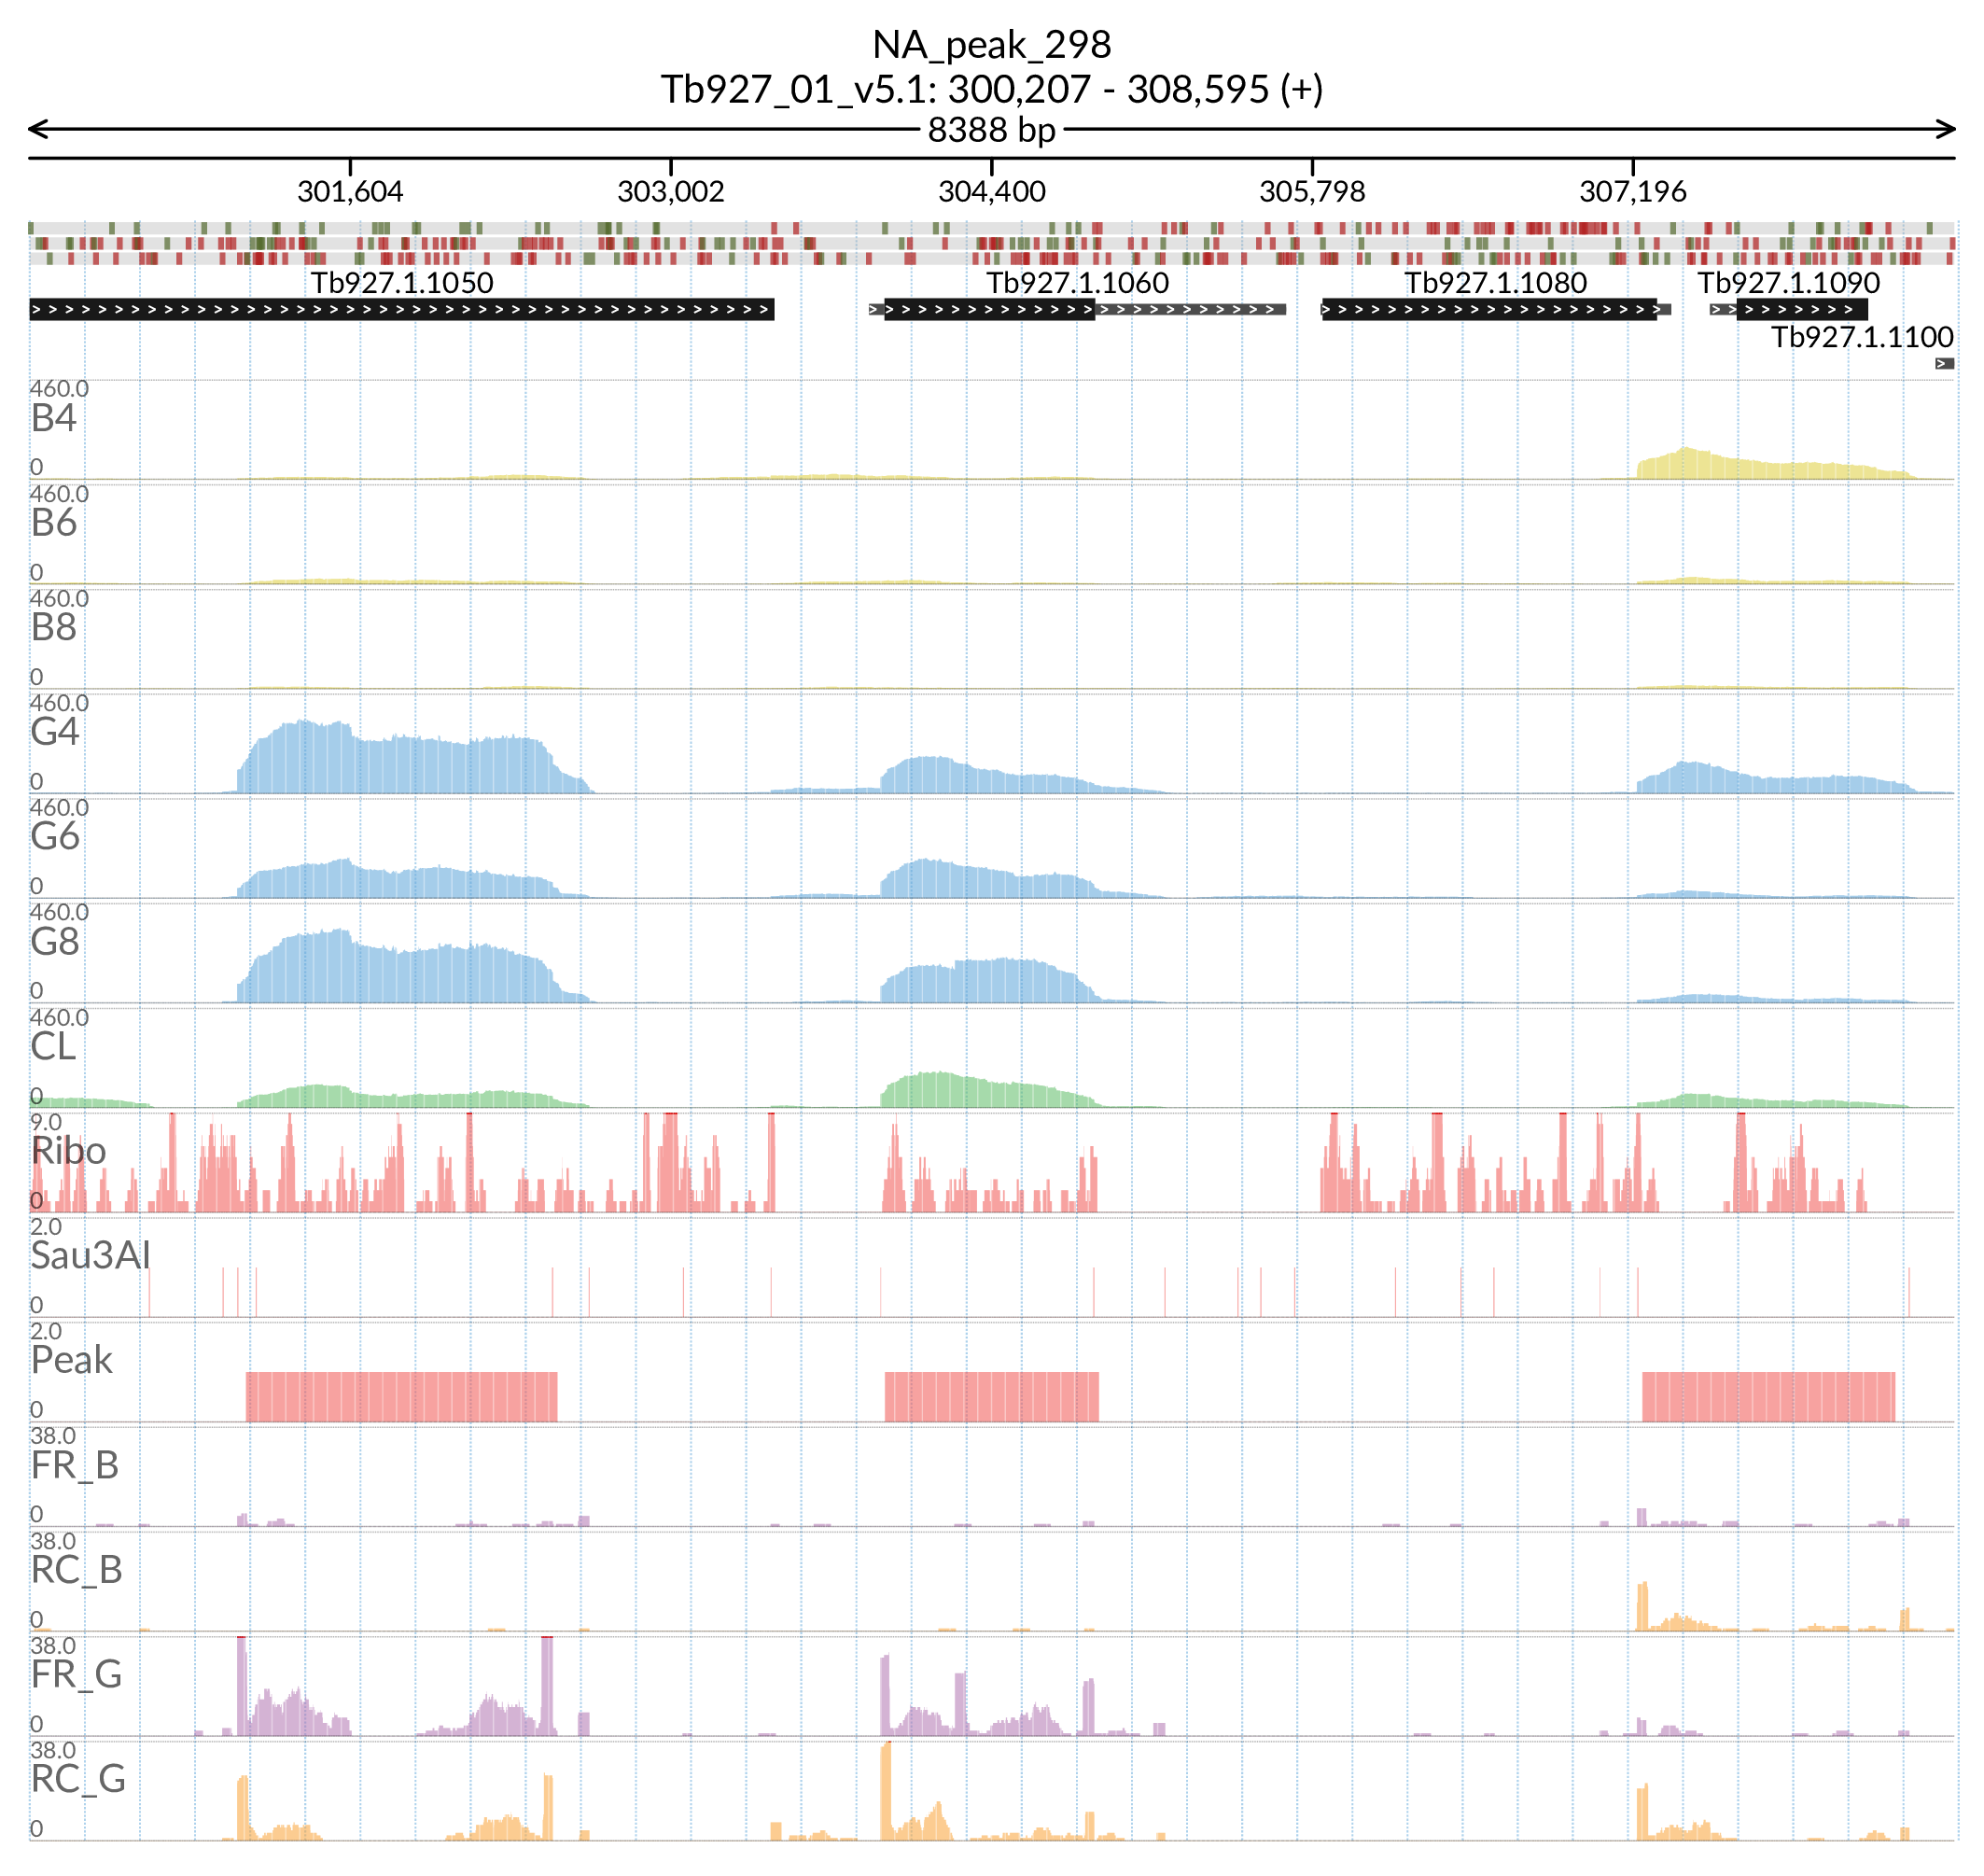 NA_peak_298
Tb927_01_v5.1: 300,207 - 308,595 (+)
8388 bp
301,604 303,002 304,400 305,798 307,196
Tb927.1.1050 Tb927.1.1060 Tb927.1.1080 Tb927.1.1090
Tb927.1.1100
460.0
B4
0
460.0
B6
0
460.0
B8
0
460.0
G4
0
460.0
G6
0
460.0
G8
0
460.0
CL
0
9.0
Ribo
0
2.0
Sau3AI
0
2.0
Peak
0
38.0
FR_B
0
38.0
RC_B
0
38.0
FR_G
0
38.0
RC_G
0